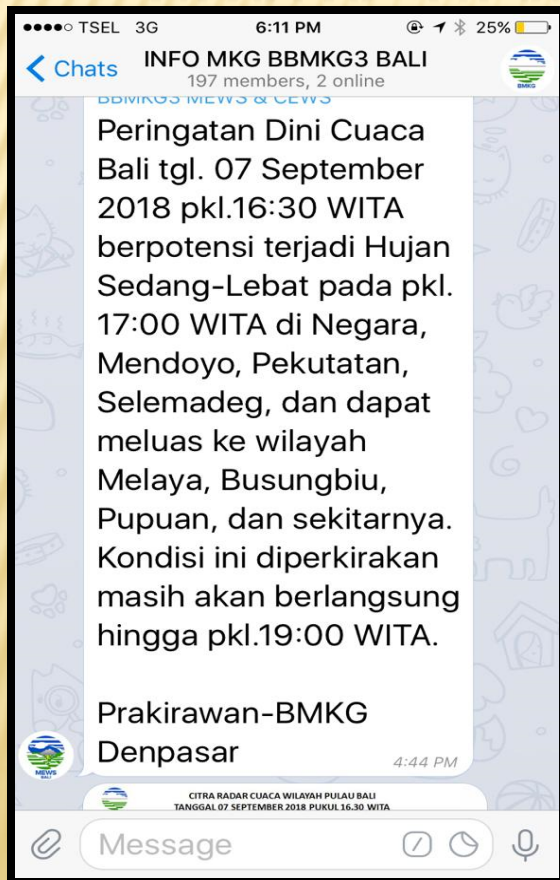 TSEL 3G 6:11 PM 25%
Chats INFO MKG BBMKG3 BALI
197 members, 2 online
BMKG
BBMKG3 MEWS & CEWS
Peringatan Dini Cuaca
Bali tgl. 07 September
2018 pkl.16:30 WITA
berpotensi terjadi Hujan
Sedang-Lebat pada pkl.
17:00 WITA di Negara,
Mendoyo, Pekutatan,
Selemadeg, dan dapat
meluas ke wilayah
Melaya, Busungbiu,
Pupuan, dan sekitarnya.
Kondisi ini diperkirakan
masih akan berlangsung
hingga pkl.19:00 WITA.
Prakirawan-BMKG
Denpasar
4:44 PM
MEWS
BALI
CITRA RADAR CUACA WILAYAH PULAU BALI
TANGGAL 07 SEPTEMBER 2018 PUKUL 16.30 WITA
Message